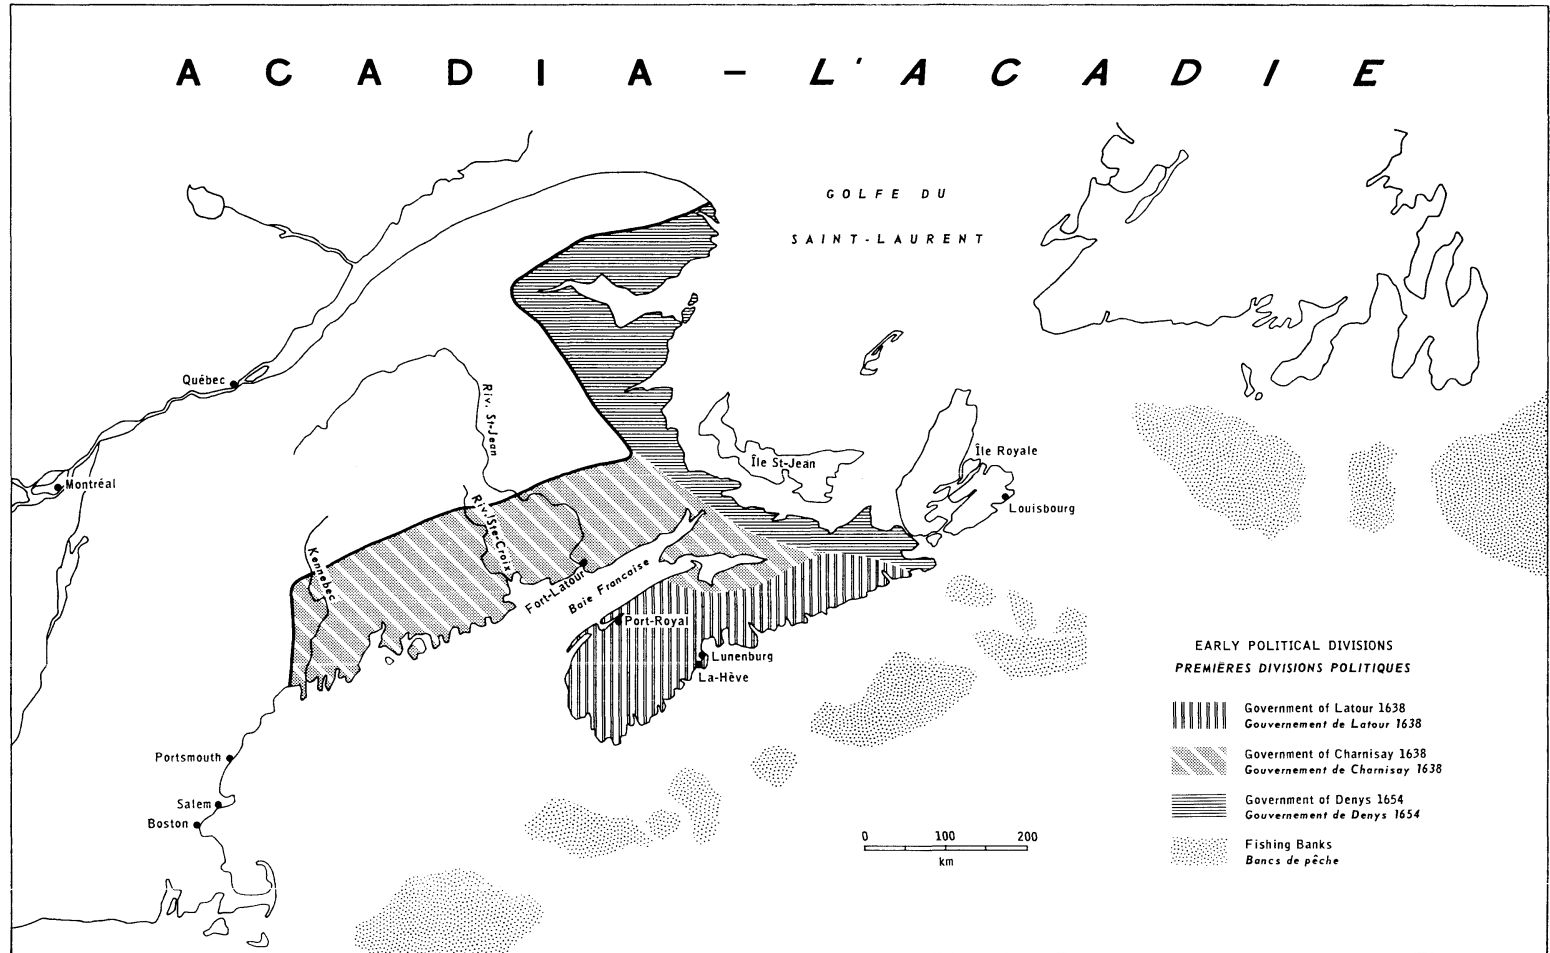 ACADIA - L'ACADIE
GOLFE DU
SAINT-LAURENT
Québec
Riv. St-Jean
Île St-Jean
Île Royale
Montréal
Louisbourg
Riv. Ste-Croix
Kennebec
Fort-Latour
Baie Francaise
Port-Royal
Lunenburg
La-Hève
Portsmouth
Salem
Boston
EARLY POLITICAL DIVISIONS
PREMIÈRES DIVISIONS POLITIQUES
Government of Latour 1638
Gouvernement de Latour 1638
Government of Charnisay 1638
Gouvernement de Charnisay 1638
Government of Denys 1654
Gouvernement de Denys 1654
Fishing Banks
Bancs de pêche
0 100 200
km